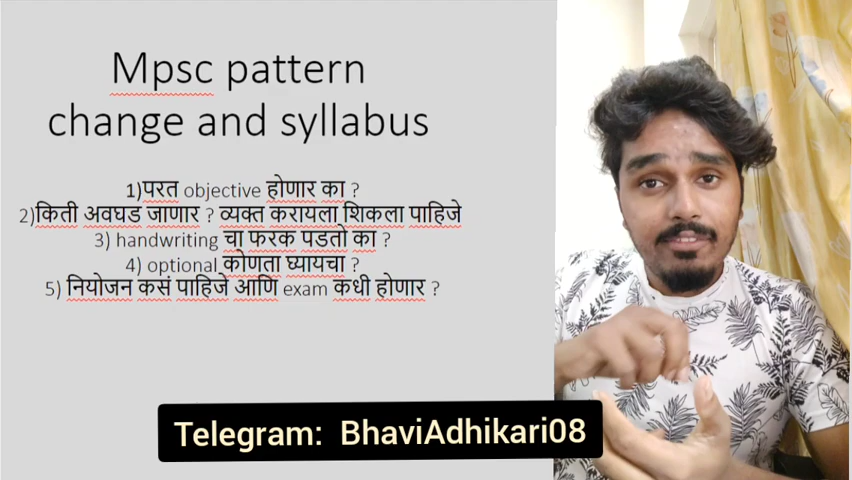 Mpsc pattern
change and syllabus
1)परत objective होणार का ?
2)किती अवघड जाणार ? व्यक्त करायला शिकला पाहिजे
3) handwriting चा फरक पडतो का ?
4) optional कोणता घ्यायचा ?
5) नियोजन कसं पाहिजे आणि exam कधी होणार ?
Telegram: BhaviAdhikari08